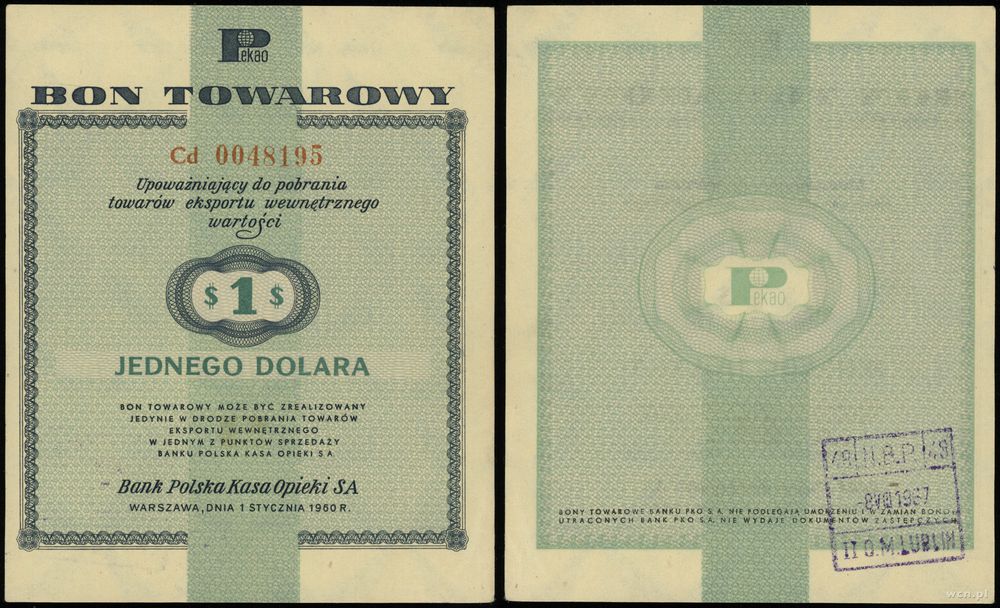 Pekao
BON TOWAROWY
Cd 0048195
Upoważniający do pobrania
towarów eksportu wewnętrznego
wartości
$ 1 $
JEDNEGO DOLARA
BON TOWAROWY MOŻE BYĆ ZREALIZOWANY
JEDYNIE W DRODZE POBRANIA TOWARÓW
EKSPORTU WEWNĘTRZNEGO
W JEDNYM Z PUNKTÓW SPRZEDAŻY
BANKU POLSKA KASA OPIEKI S A
Bank Polska Kasa Opieki SA
WARSZAWA, DNIA 1 STYCZNIA 1960 R.
Pekao
48 N.B.P. 48
1967
BONY TOWAROWE BANKU PKO S.A. NIE PODLEGAJĄ UMORZENIU I W ZAMIAN BONÓW
UTRACONYCH BANK PKO S.A. NIE WYDAJE DOKUMENTÓW ZASTĘPCZYCH
II O.M.
wcn.pl